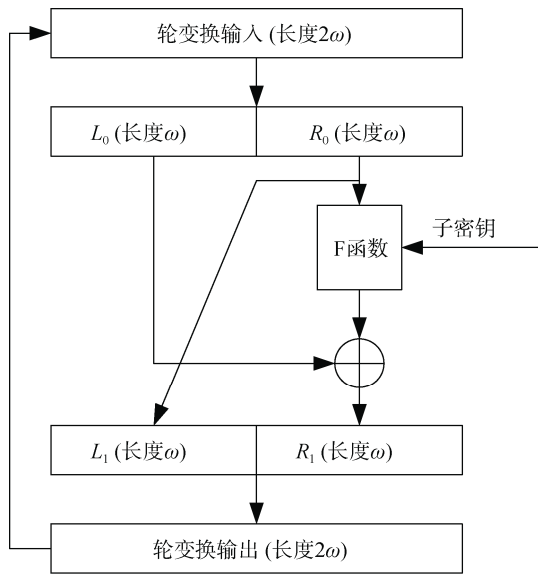 轮变换输入 (长度2ω)
L₀ (长度ω) R₀ (长度ω)
子密钥
F函数
L₁ (长度ω) R₁ (长度ω)
轮变换输出 (长度2ω)